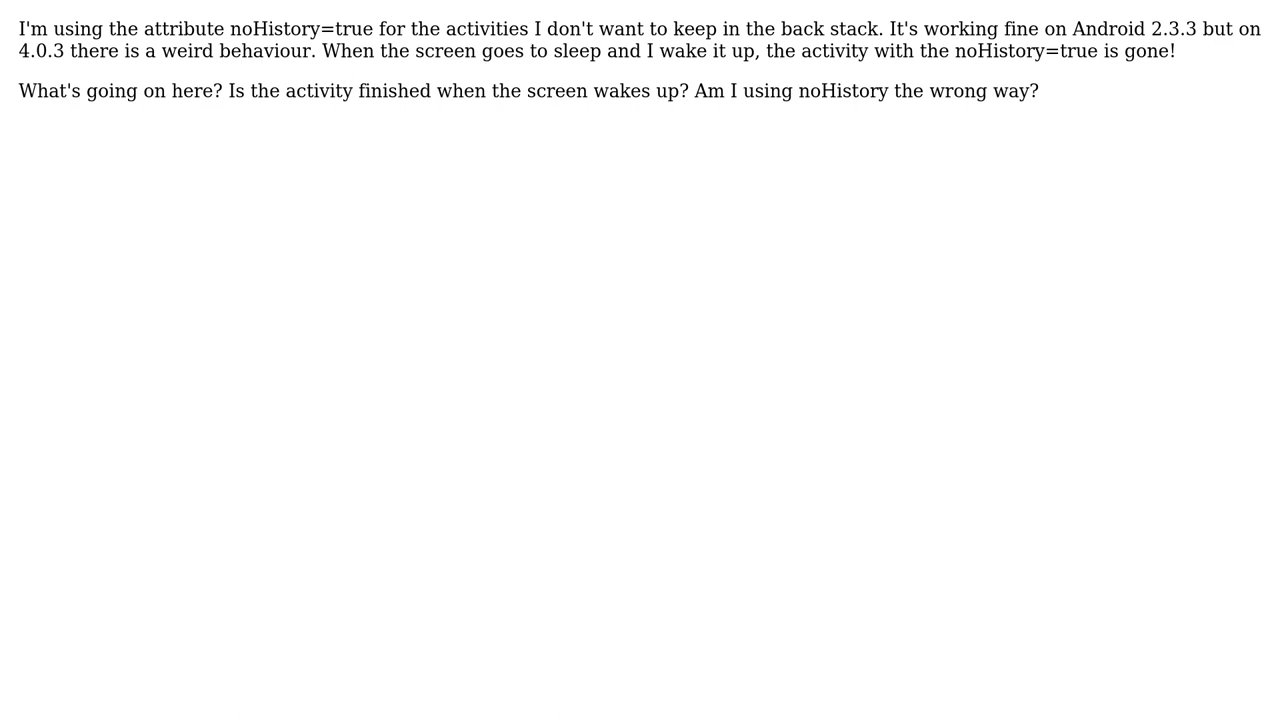 I'm using the attribute noHistory=true for the activities I don't want to keep in the back stack. It's working fine on Android 2.3.3 but on
4.0.3 there is a weird behaviour. When the screen goes to sleep and I wake it up, the activity with the noHistory=true is gone!
What's going on here? Is the activity finished when the screen wakes up? Am I using noHistory the wrong way?